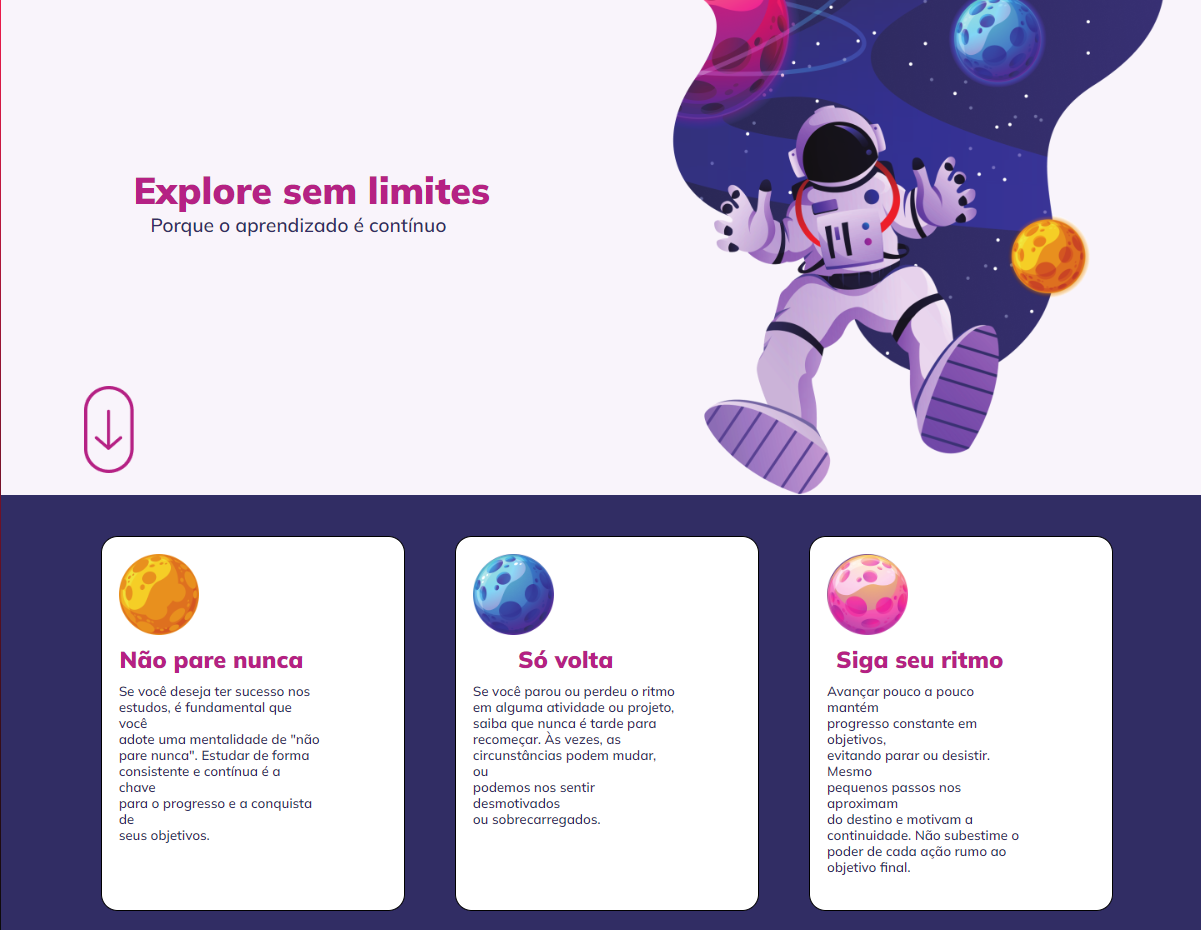 Explore sem limites
Porque o aprendizado é contínuo
Não pare nunca
Se você deseja ter sucesso nos
estudos, é fundamental que
você
adote uma mentalidade de "não
pare nunca". Estudar de forma
consistente e contínua é a
chave
para o progresso e a conquista
de
seus objetivos.
Só volta
Se você parou ou perdeu o ritmo
em alguma atividade ou projeto,
saiba que nunca é tarde para
recomeçar. Às vezes, as
circunstâncias podem mudar,
ou
podemos nos sentir
desmotivados
ou sobrecarregados.
Siga seu ritmo
Avançar pouco a pouco
mantém
progresso constante em
objetivos,
evitando parar ou desistir.
Mesmo
pequenos passos nos
aproximam
do destino e motivam a
continuidade. Não subestime o
poder de cada ação rumo ao
objetivo final.